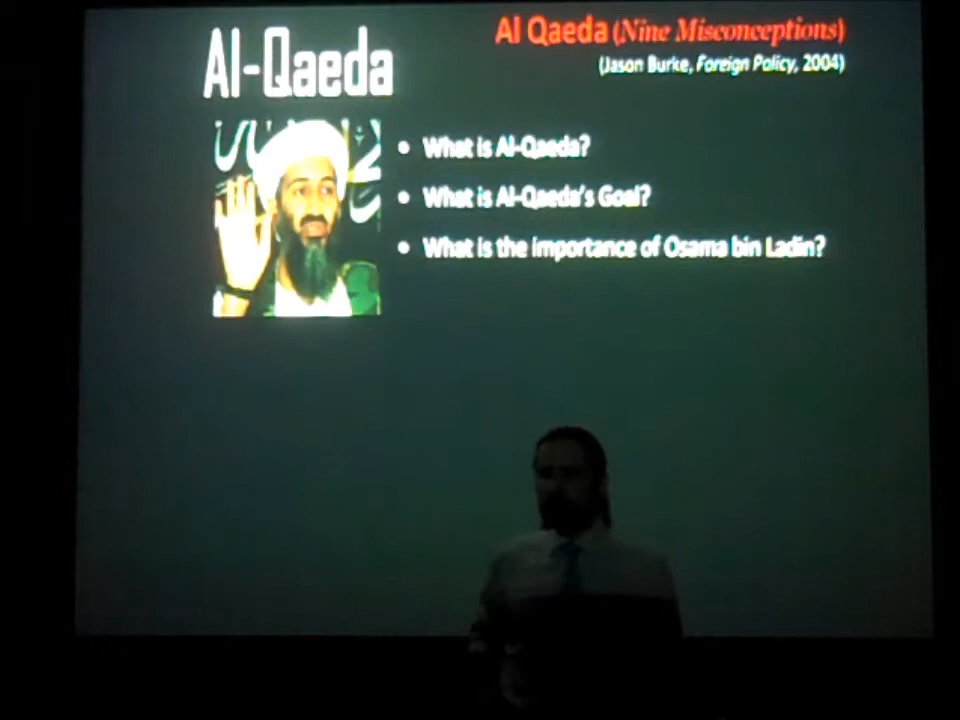 Al-Qaeda
Al Qaeda (Nine Misconceptions)
(Jason Burke, Foreign Policy, 2004)
• What is Al-Qaeda?
• What is Al-Qaeda's Goal?
• What is the importance of Osama bin Ladin?